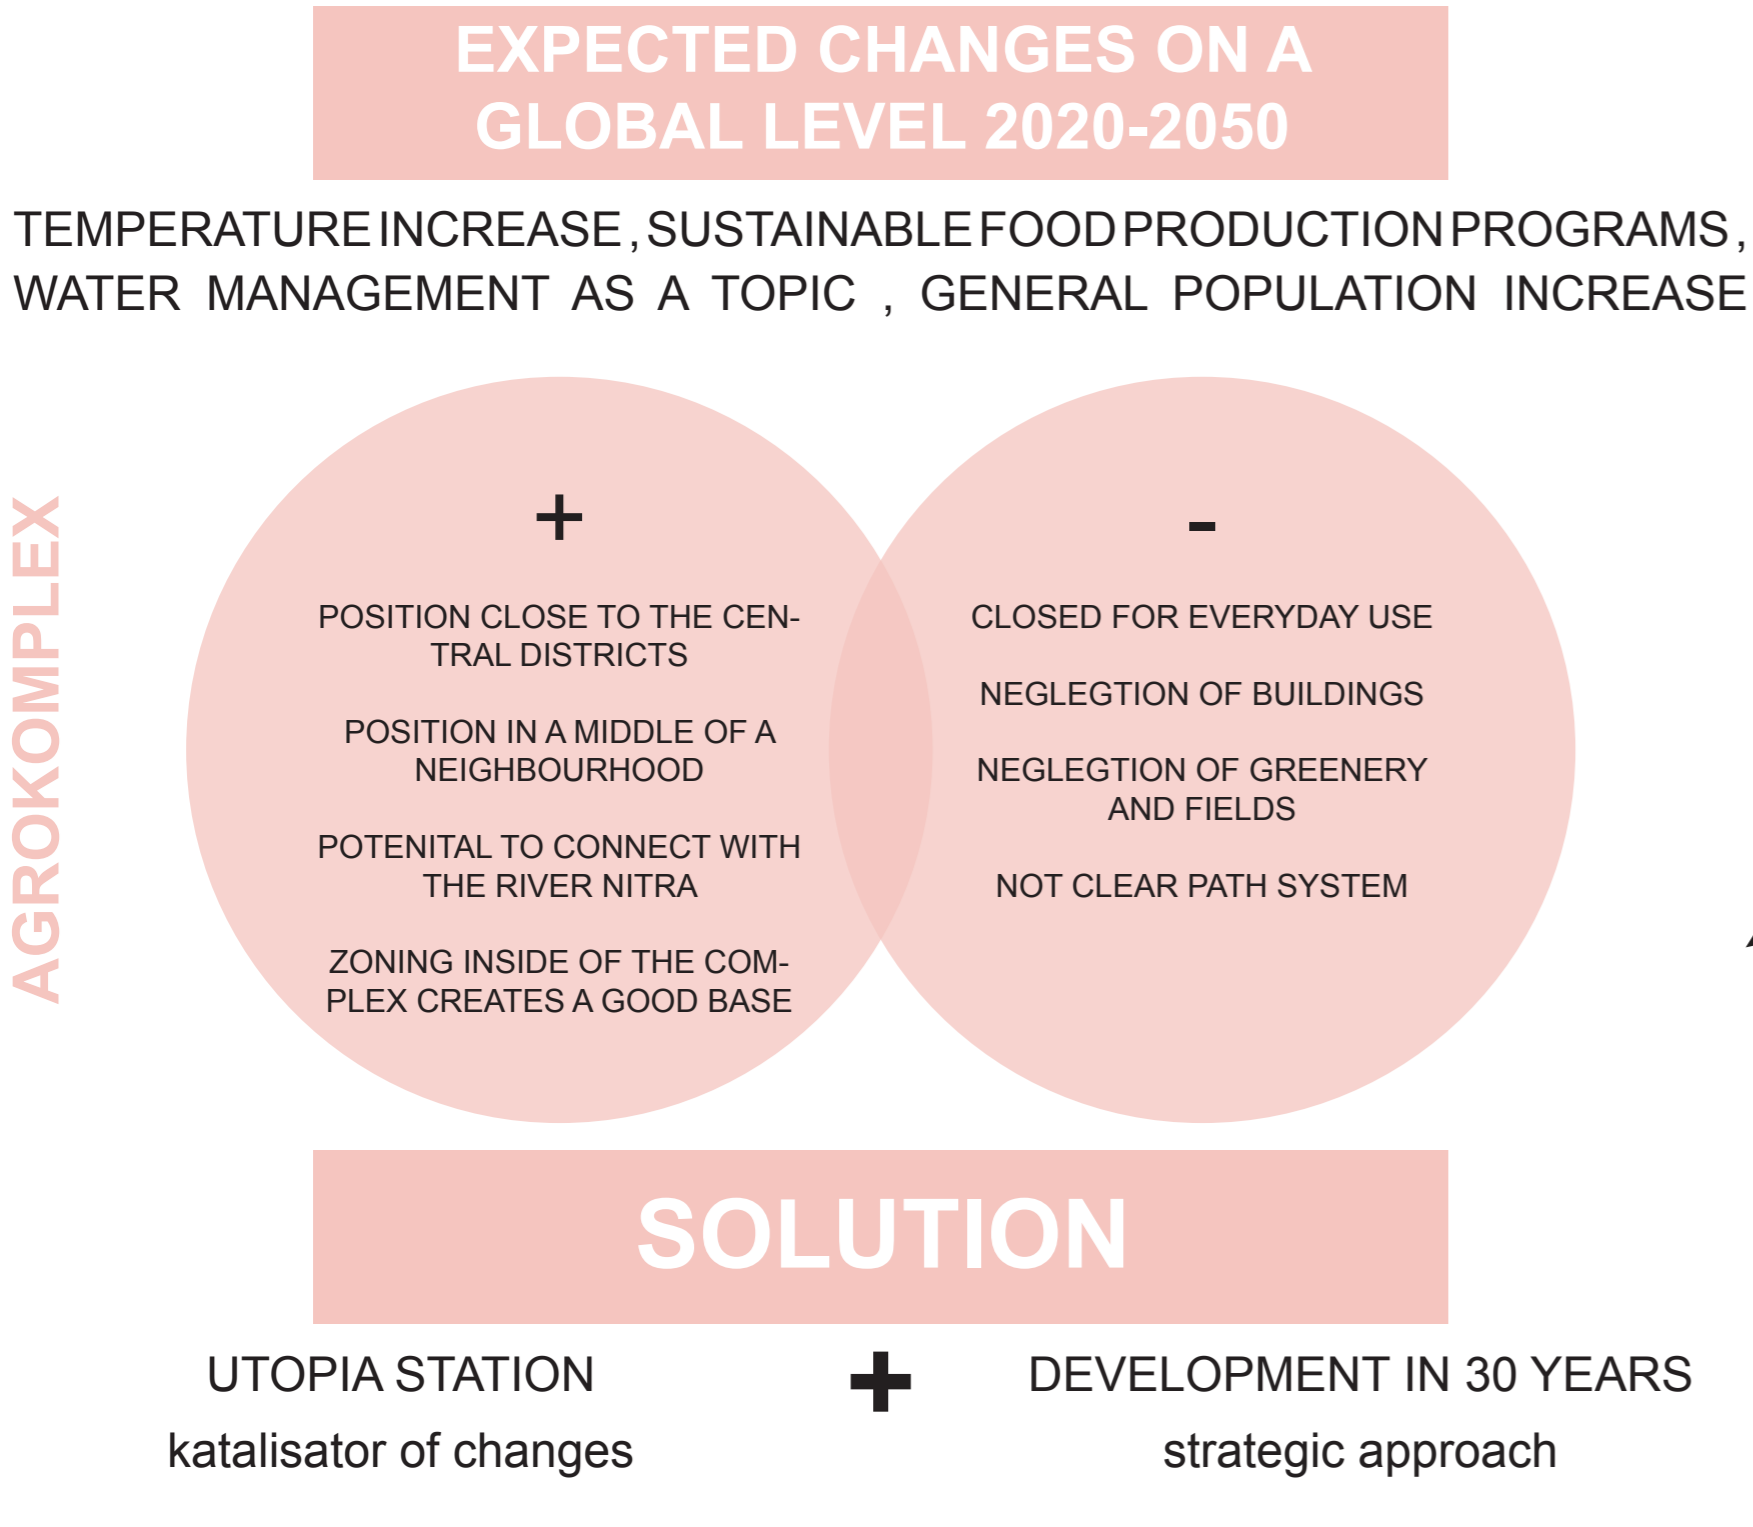 EXPECTED CHANGES ON A
GLOBAL LEVEL 2020-2050
TEMPERATURE INCREASE , SUSTAINABLE FOOD PRODUCTION PROGRAMS ,
WATER MANAGEMENT AS A TOPIC , GENERAL POPULATION INCREASE
AGROKOMPLEX
+
POSITION CLOSE TO THE CEN-
TRAL DISTRICTS
POSITION IN A MIDDLE OF A
NEIGHBOURHOOD
POTENITAL TO CONNECT WITH
THE RIVER NITRA
ZONING INSIDE OF THE COM-
PLEX CREATES A GOOD BASE
-
CLOSED FOR EVERYDAY USE
NEGLEGTION OF BUILDINGS
NEGLEGTION OF GREENERY
AND FIELDS
NOT CLEAR PATH SYSTEM
SOLUTION
UTOPIA STATION
katalisator of changes
+
DEVELOPMENT IN 30 YEARS
strategic approach